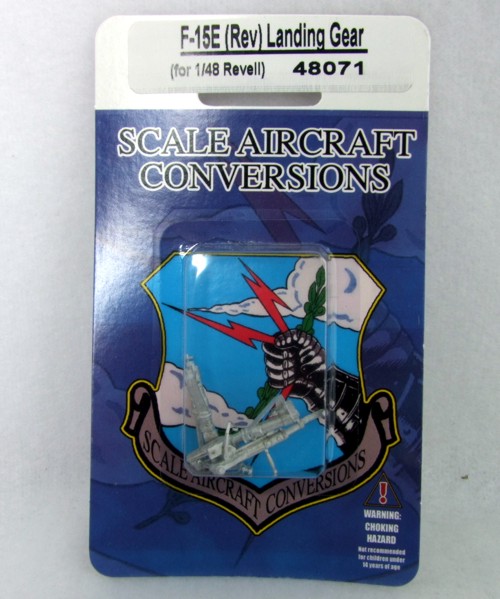 F-15E (Rev) Landing Gear
(for 1/48 Revell) 48071
SCALE AIRCRAFT
CONVERSIONS
SCALE AIRCRAFT CONVERSIONS
!
WARNING:
CHOKING
HAZARD
Not recommended
for children under
14 years of age